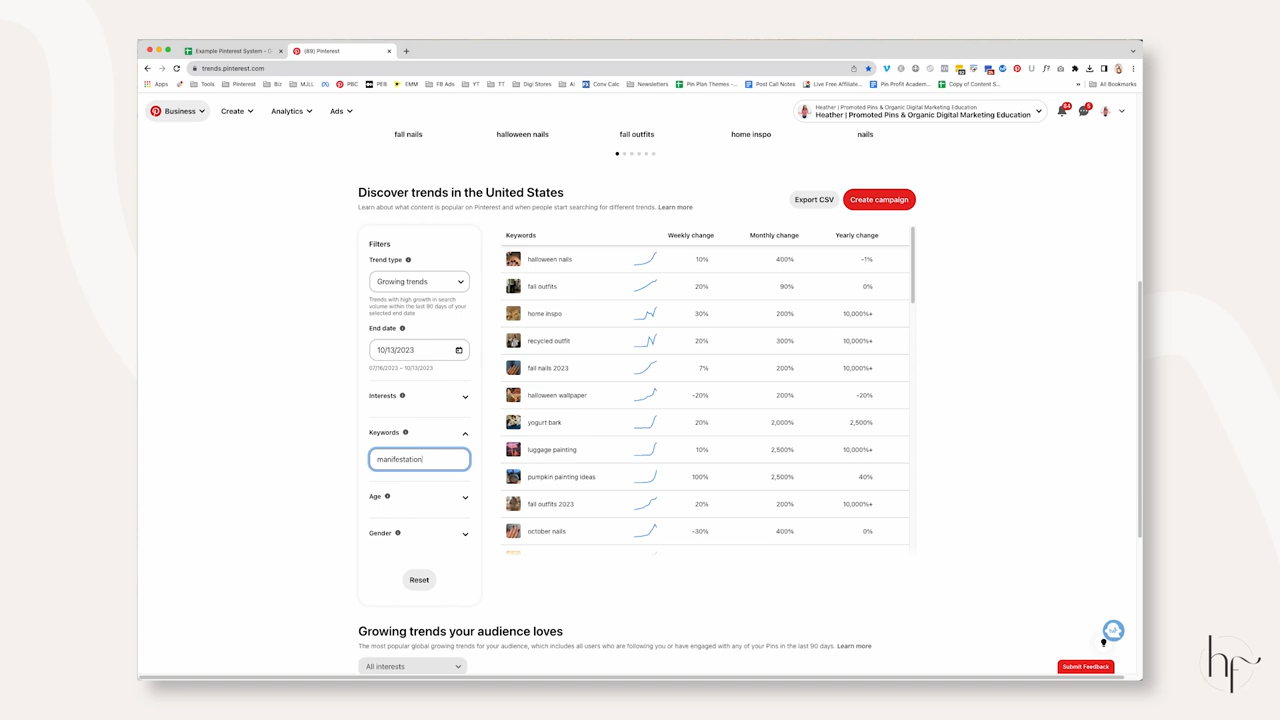 Example Pinterest System - G
(89) Pinterest
trends.pinterest.com
Apps Tools Pinterest Biz MJLL PBC PEB EMM FB Ads YT TT Digi Stores AI Conv Calc Newsletters Pin Plan Themes -... Post Call Notes Live Free Affiliate... Pin Profit Academ... Copy of Content S... » All Bookmarks
Business Create Analytics Ads
Heather | Promoted Pins & Organic Digital Marketing Education
Heather | Promoted Pins & Organic Digital Marketing Education
fall nails halloween nails fall outfits home inspo nails
Discover trends in the United States
Learn about what content is popular on Pinterest and when people start searching for different trends. Learn more
Export CSV
Create campaign
Filters
Trend type
Growing trends
Trends with high growth in search
volume within the last 90 days of your
selected end date
End date
10/13/2023
07/16/2023 – 10/13/2023
Interests
Keywords
manifestation
Age
Gender
Reset
Keywords Weekly change Monthly change Yearly change
halloween nails 10% 400% -1%
fall outfits 20% 90% 0%
home inspo 30% 200% 10,000%+
recycled outfit 20% 300% 10,000%+
fall nails 2023 7% 200% 10,000%+
halloween wallpaper -20% 200% -20%
yogurt bark 20% 2,000% 2,500%
luggage painting 10% 2,500% 10,000%+
pumpkin painting ideas 100% 2,500% 40%
fall outfits 2023 20% 200% 10,000%+
october nails -30% 400% 0%
Growing trends your audience loves
The most popular global growing trends for your audience, which includes all users who are following you or have engaged with any of your Pins in the last 90 days. Learn more
All interests
Submit Feedback
hf